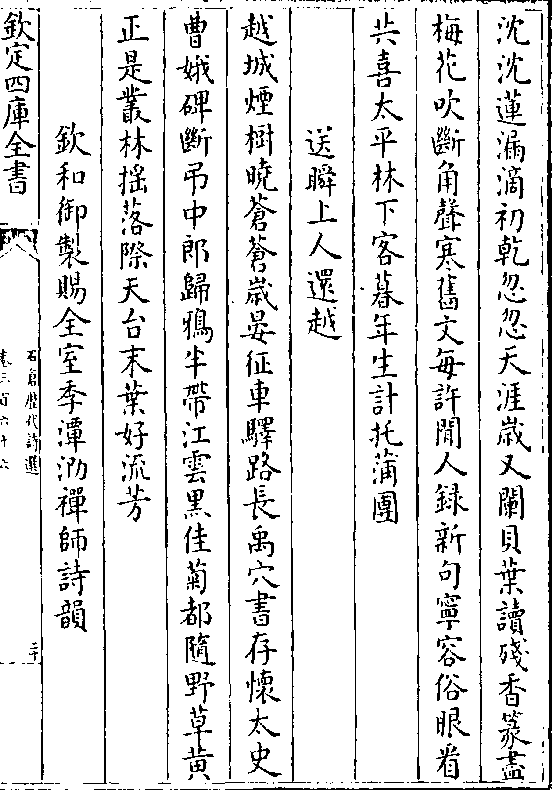 沈沈蓮漏滴初乾忽忽天涯嵗又闌貝葉讀殘香篆盡
梅花吹斷角聲寒舊文每許閒人録新句寧容俗眼㸔
共喜太平林下客暮年生計托蒲團
送瞬上人還越
越城煙樹曉蒼蒼嵗晏征車驛路長禹穴書存懷太史
曹娥碑斷弔中郎歸鴉半帶江雲黒佳菊都隨野草黄
正是叢林揺落際天台末葉好流芳
欽和御製賜全室季潭泐禪師詩韻
欽定四庫全書
石倉歴代詩選
卷三百六十六
二十